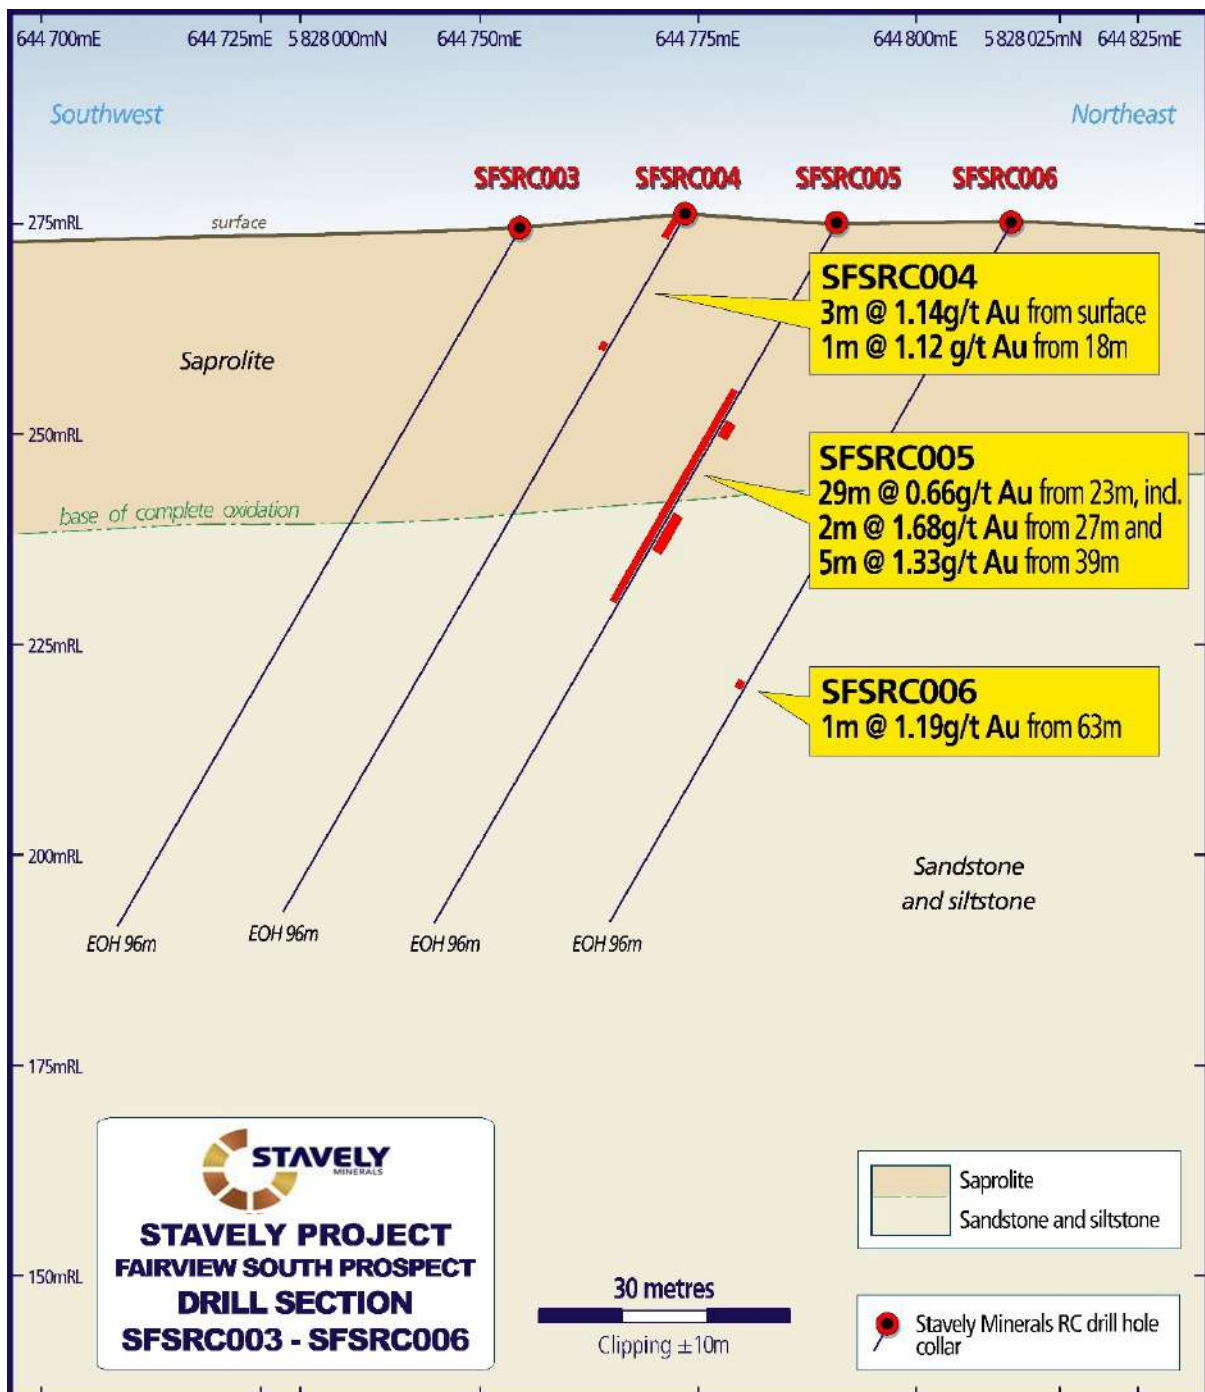 644 700mE 644 725mE 5 828 000mN 644 750mE 644 775mE 644 800mE 5 828 025mN 644 825mE
Southwest Northeast
SFSRC003 SFSRC004 SFSRC005 SFSRC006
275mRL
surface
SFSRC004
3m @ 1.14g/t Au from surface
1m @ 1.12 g/t Au from 18m
Saprolite
250mRL
SFSRC005
29m @ 0.66g/t Au from 23m, incl.
2m @ 1.68g/t Au from 27m and
5m @ 1.33g/t Au from 39m
base of complete oxidation
225mRL
SFSRC006
1m @ 1.19g/t Au from 63m
200mRL
Sandstone
and siltstone
EOH 96m EOH 96m EOH 96m EOH 96m
175mRL
STAVELY
MINERALS
STAVELY PROJECT
FAIRVIEW SOUTH PROSPECT
DRILL SECTION
SFSRC003 - SFSRC006
150mRL
30 metres
Clipping ±10m
Saprolite
Sandstone and siltstone
Stavely Minerals RC drill hole
collar